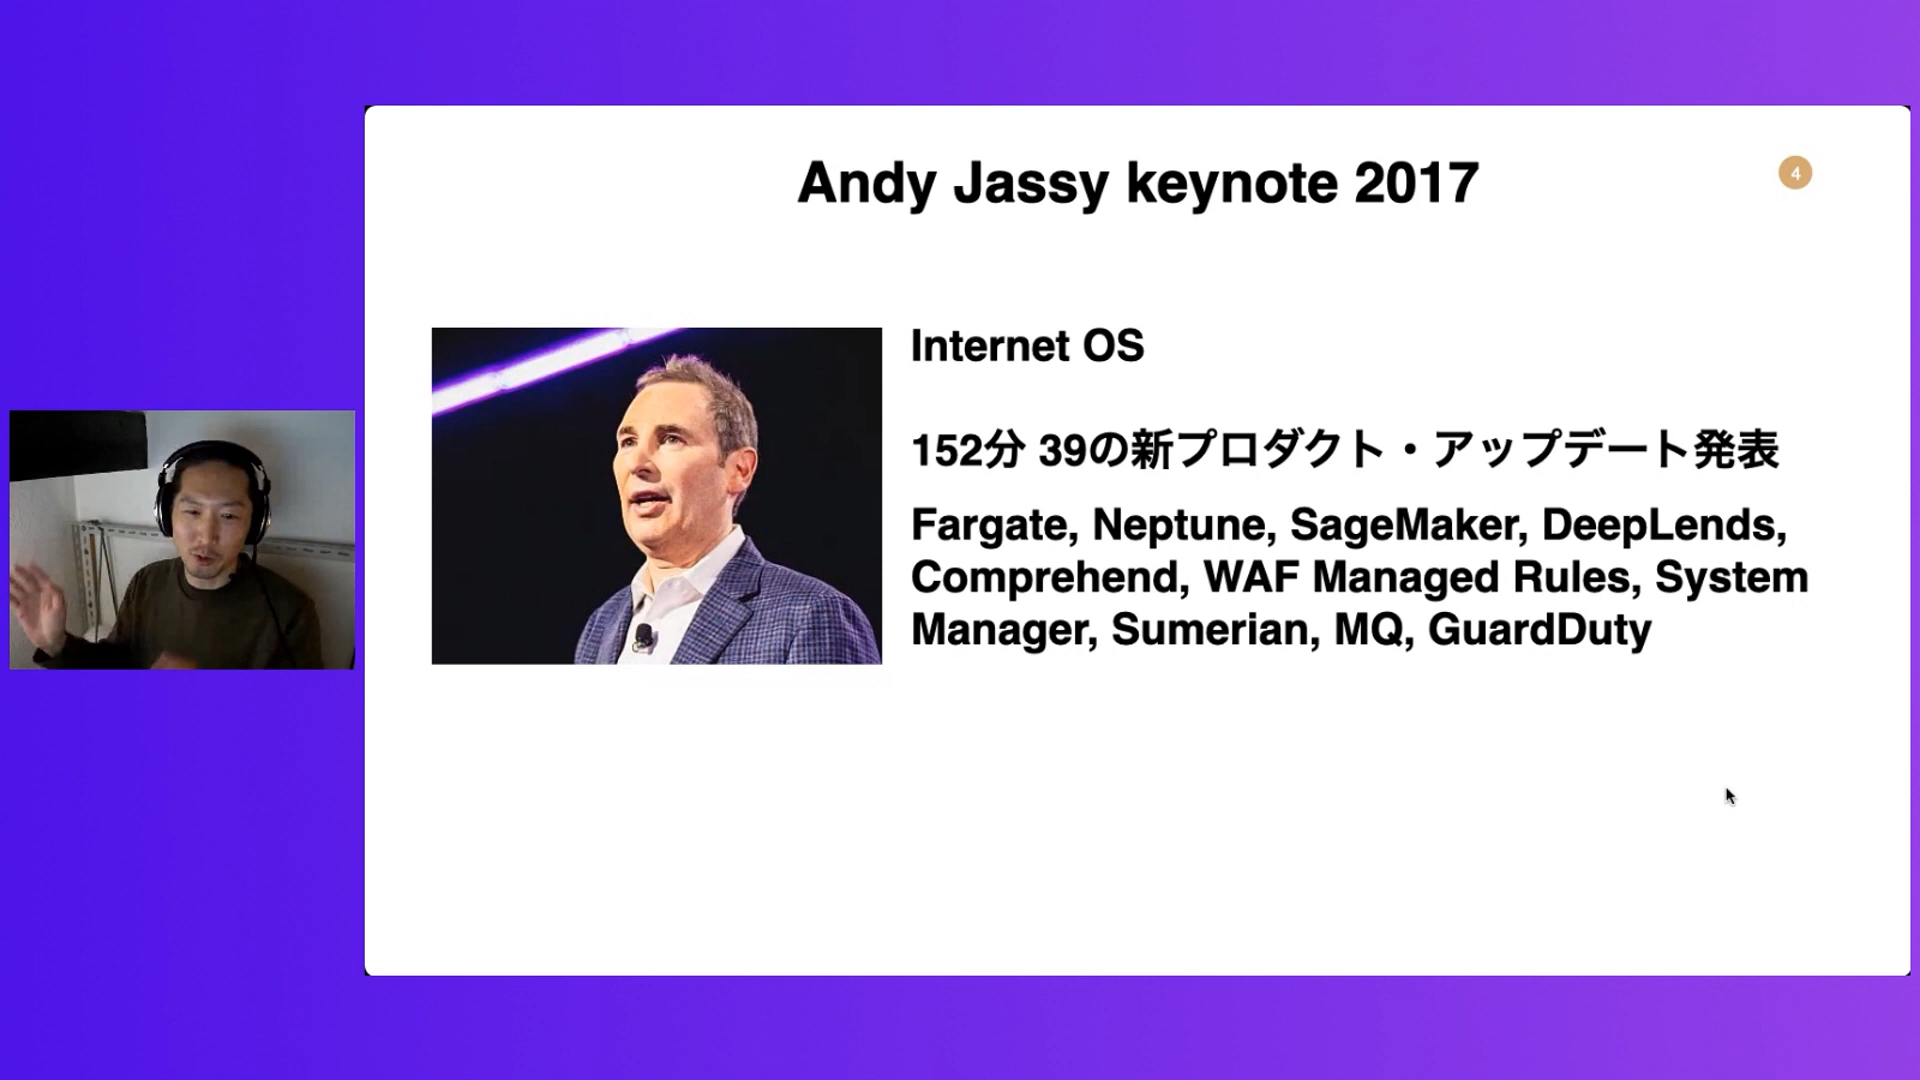 Andy Jassy keynote 2017
4
Internet OS
152分 39の新プロダクト・アップデート発表
Fargate, Neptune, SageMaker, DeepLends,
Comprehend, WAF Managed Rules, System
Manager, Sumerian, MQ, GuardDuty